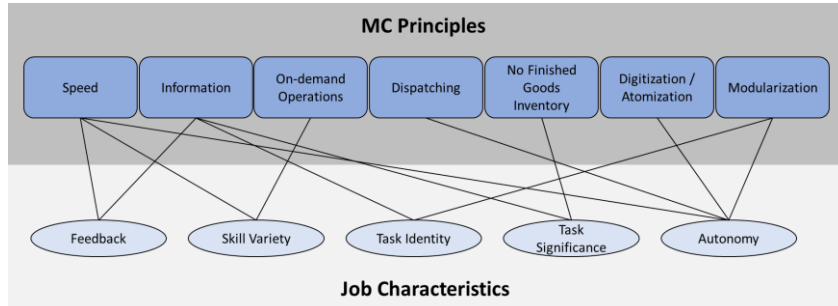 MC Principles
Speed
Information
On-demand
Operations
Dispatching
No Finished
Goods
Inventory
Digitization /
Atomization
Modularization
Feedback
Skill Variety
Task Identity
Task
Significance
Autonomy
Job Characteristics